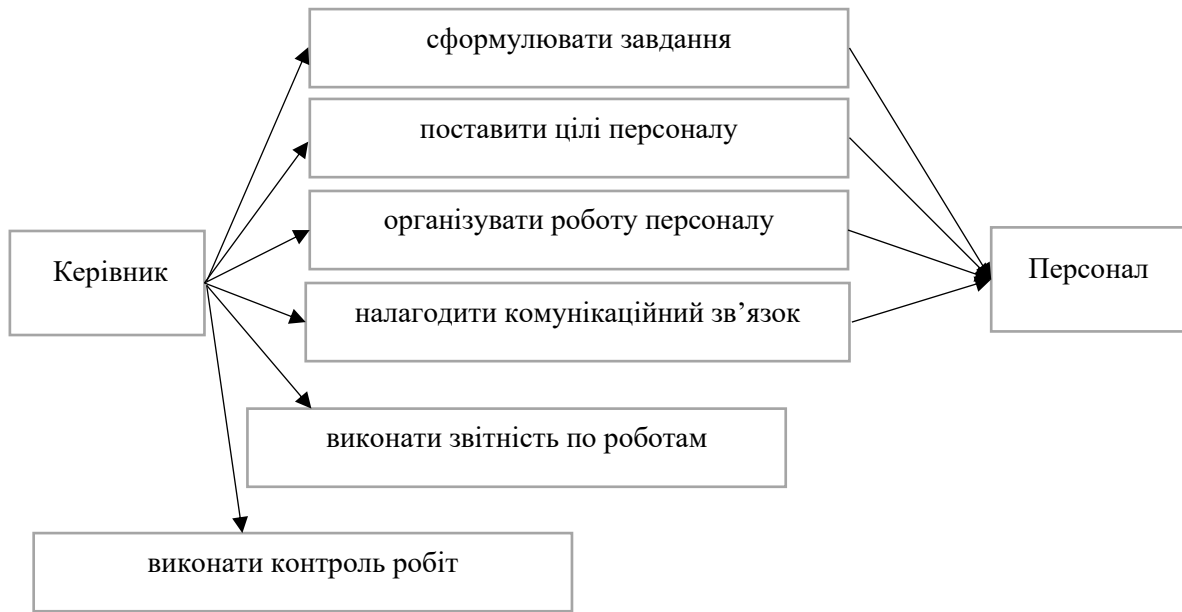 сформулювати завдання
поставити цілі персоналу
організувати роботу персоналу
Керівник
Персонал
налагодити комунікаційний зв’язок
виконати звітність по роботам
виконати контроль робіт